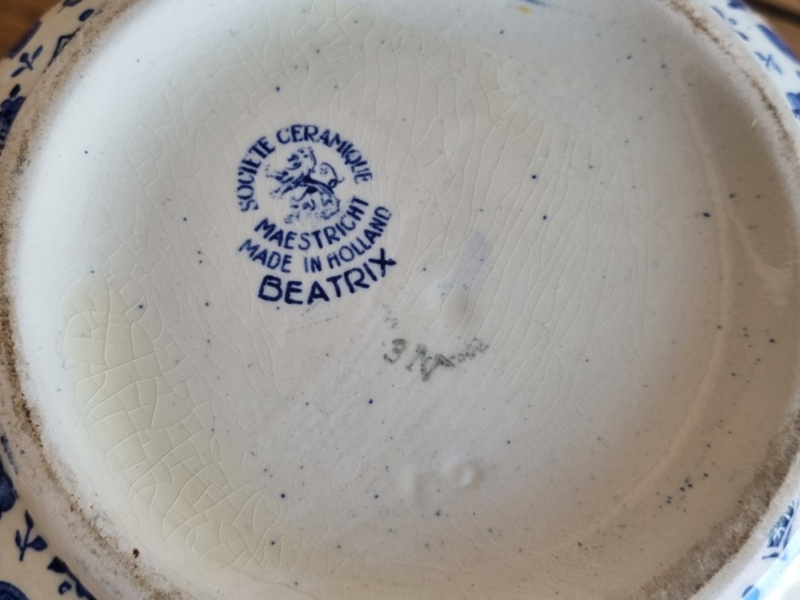 SOCIETE CERAMIQUE
MAESTRICHT
MADE IN HOLLAND
BEATRIX
3